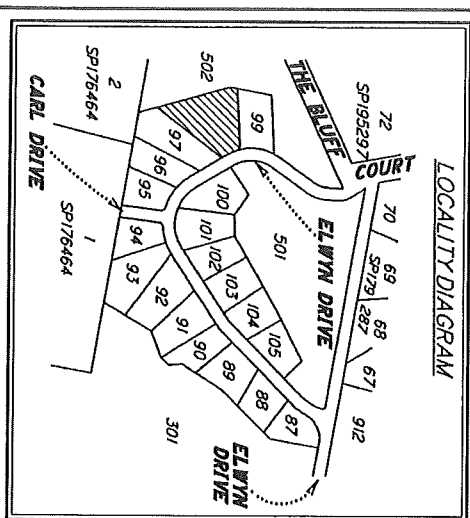 LOCALITY DIAGRAM
72
SP195297
THE BLUFF
COURT
70
69
SP179
287
68
67
912
502
99
97
96
95
2
SP176464
CARL DRIVE
1
SP176464
ELWYN DRIVE
100
101
102
103
104
105
501
94
93
92
91
90
89
88
87
301
ELWYN
DRIVE